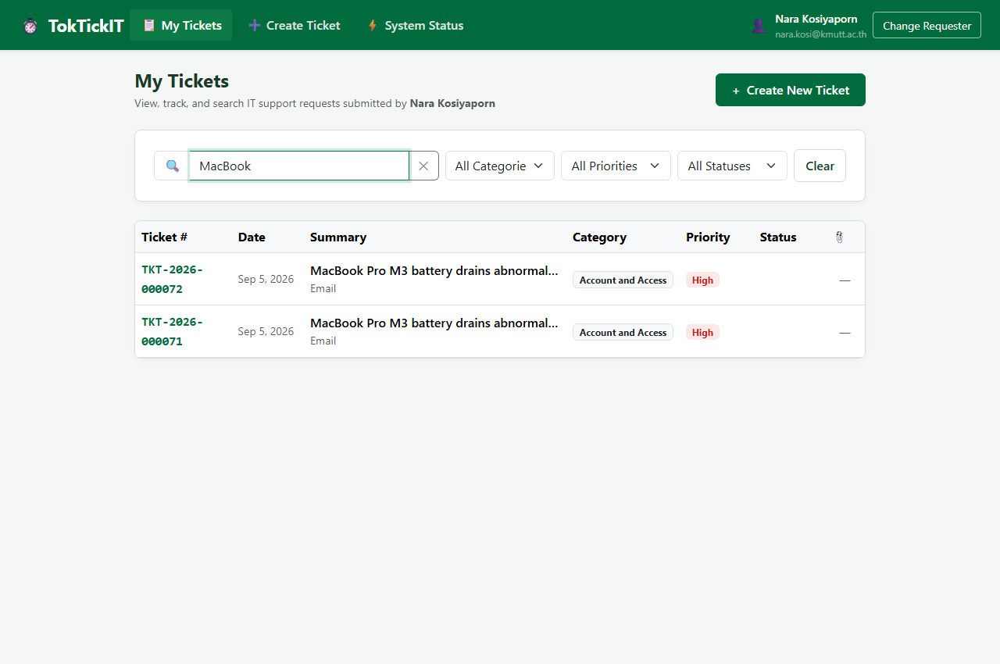 TokTickIT My Tickets Create Ticket System Status Nara Kosiyaporn Change Requester
nara.kosi@kmutt.ac.th
My Tickets
View, track, and search IT support requests submitted by Nara Kosiyaporn
+ Create New Ticket
MacBook All Categorie All Priorities All Statuses Clear
Ticket # Date Summary Category Priority Status
TKT-2026-000072 Sep 5, 2026 MacBook Pro M3 battery drains abnormal... Account and Access High —
Email
TKT-2026-000071 Sep 5, 2026 MacBook Pro M3 battery drains abnormal... Account and Access High —
Email